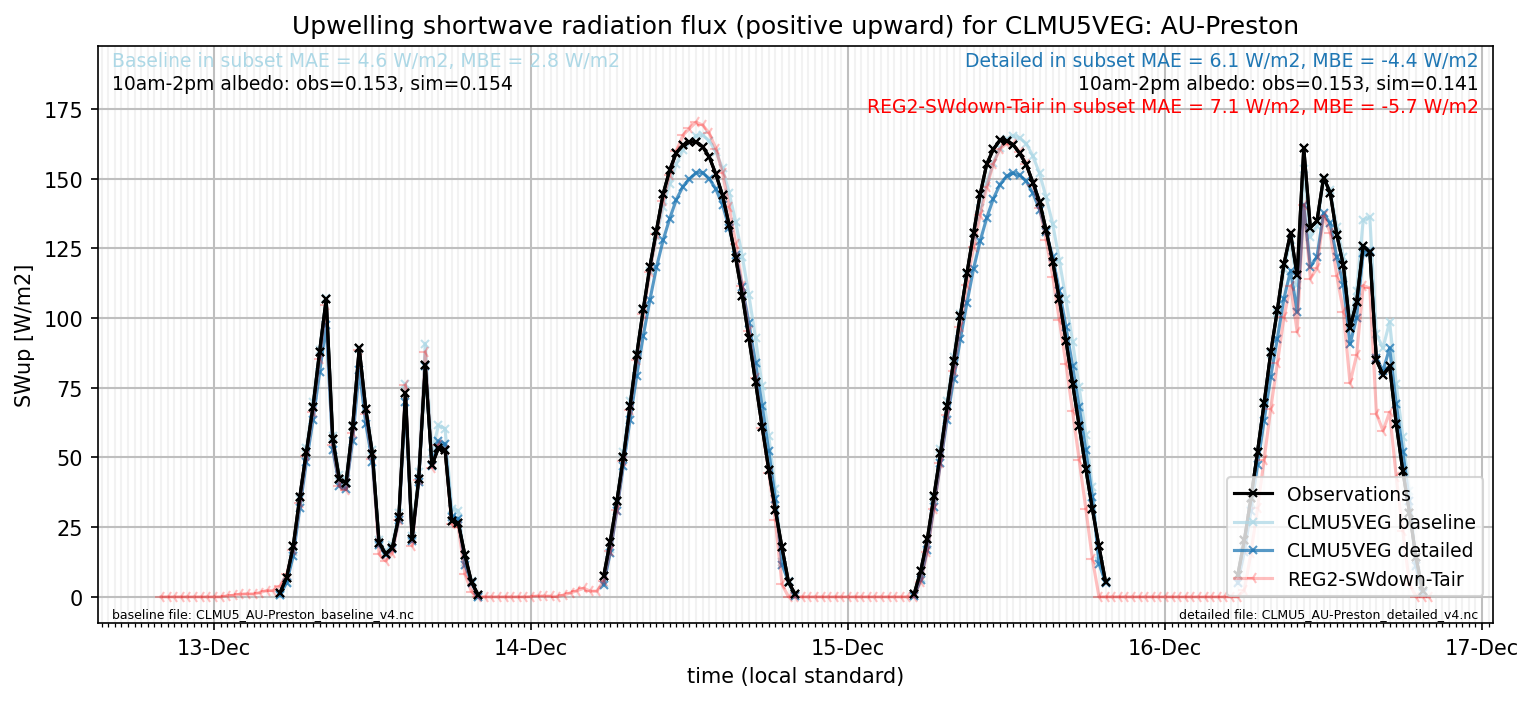 Upwelling shortwave radiation flux (positive upward) for CLMU5VEG: AU-Preston
Baseline in subset MAE = 4.6 W/m2, MBE = 2.8 W/m2
10am-2pm albedo: obs=0.153, sim=0.154
Detailed in subset MAE = 6.1 W/m2, MBE = -4.4 W/m2
10am-2pm albedo: obs=0.153, sim=0.141
REG2-SWdown-Tair in subset MAE = 7.1 W/m2, MBE = -5.7 W/m2
SWup [W/m2]
175
150
125
100
75
50
25
0
Observations
CLMU5VEG baseline
CLMU5VEG detailed
REG2-SWdown-Tair
baseline file: CLMU5_AU-Preston_baseline_v4.nc
detailed file: CLMU5_AU-Preston_detailed_v4.nc
13-Dec
14-Dec
15-Dec
16-Dec
17-Dec
time (local standard)